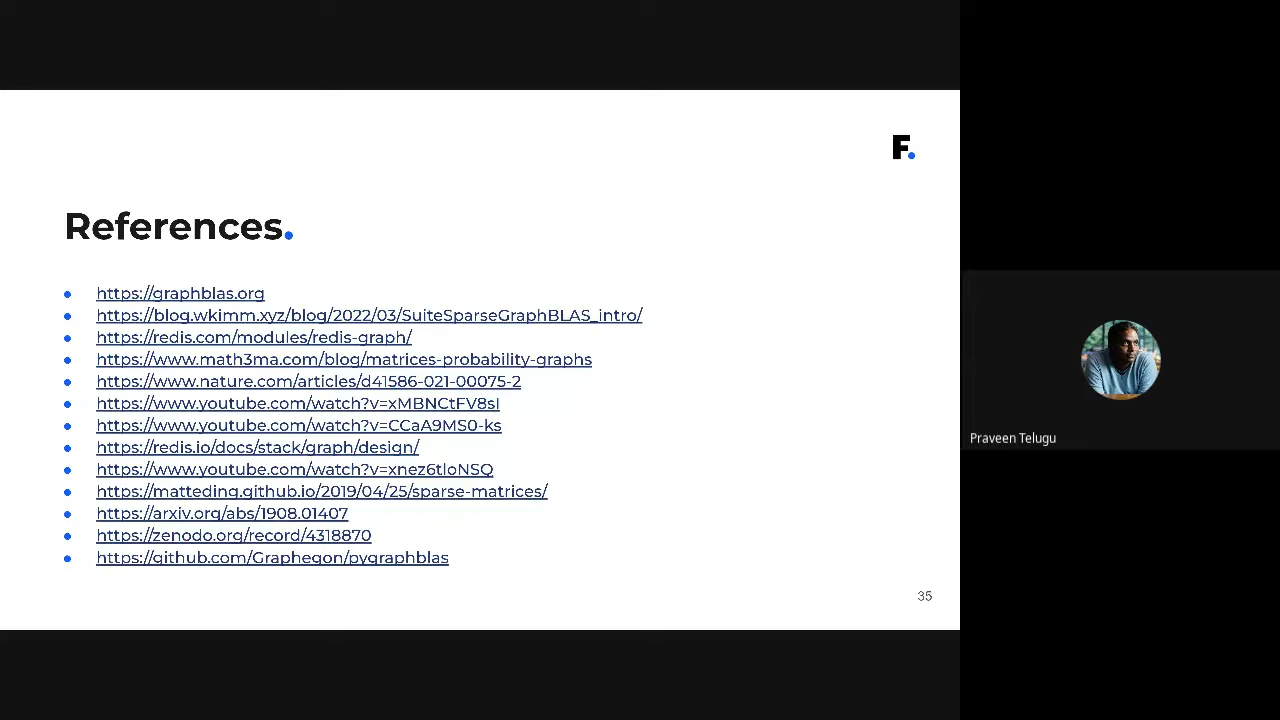 F.
References.
https://graphblas.org
https://blog.wkimm.xyz/blog/2022/03/SuiteSparseGraphBLAS_intro/
https://redis.com/modules/redis-graph/
https://www.math3ma.com/blog/matrices-probability-graphs
https://www.nature.com/articles/d41586-021-00075-2
https://www.youtube.com/watch?v=xMBNCtFV8sI
https://www.youtube.com/watch?v=CCaA9MS0-ks
https://redis.io/docs/stack/graph/design/
https://www.youtube.com/watch?v=xnez6tloNSQ
https://matteding.github.io/2019/04/25/sparse-matrices/
https://arxiv.org/abs/1908.01407
https://zenodo.org/record/4318870
https://github.com/Graphegon/pygraphblas
35
Praveen Telugu